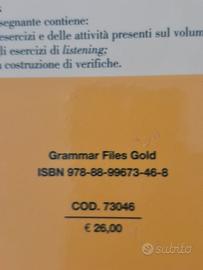 segnante contiene:
esercizi e delle attività presenti sul volum
gli esercizi di listening;
a costruzione di verifiche.
Grammar Files Gold
ISBN 978-88-99673-46-8
COD. 73046
€ 26,00
subito